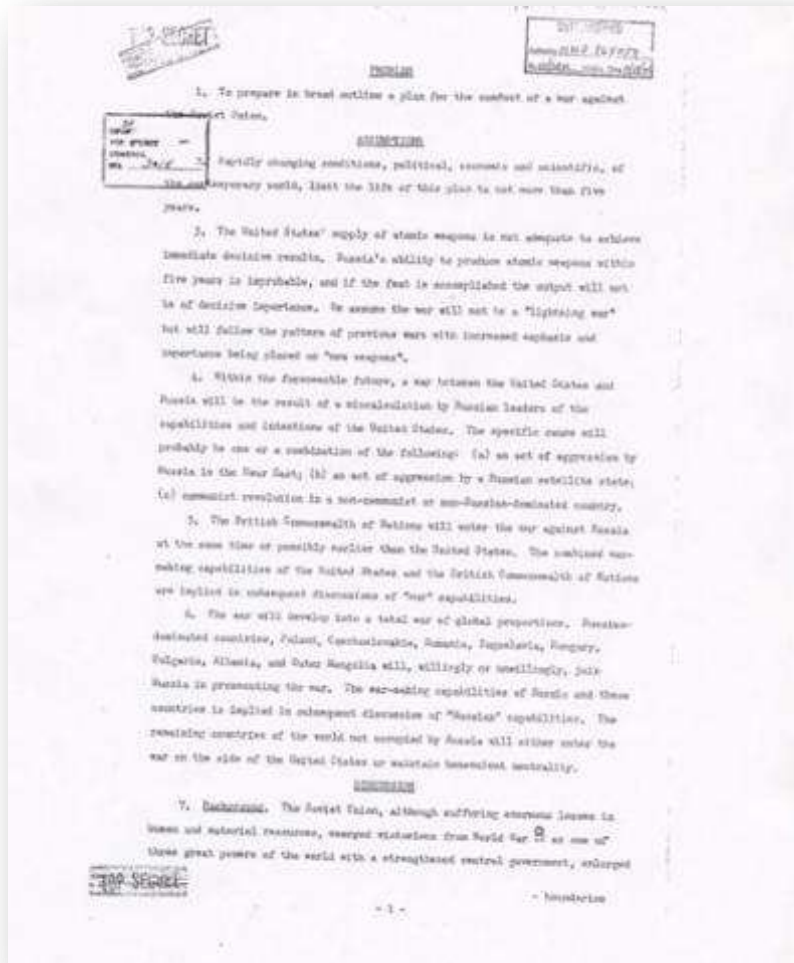 TOP SECRET
PROBLEM
1. To prepare in broad outline a plan for the conduct of a war against
the Soviet Union.
TOP SECRET
CONTROL
ASSUMPTIONS
2. Rapidly changing conditions, political, economic and scientific, of
the contemporary world, limit the life of this plan to not more than five
years.
3. The United States' supply of atomic weapons is not adequate to achieve
immediate decisive results. Russia's ability to produce atomic weapons within
five years is improbable, and if the feat is accomplished the output will not
be of decisive importance. We assume the war will not be a "lightning war"
but will follow the pattern of previous wars with increased emphasis and
importance being placed on "new weapons".
4. Within the foreseeable future, a war between the United States and
Russia will be the result of a miscalculation by Russian leaders of the
capabilities and intentions of the United States. The specific cause will
probably be one or a combination of the following: (a) an act of aggression by
Russia in the Near East; (b) an act of aggression by a Russian satellite state;
(c) communist revolution in a non-communist or non-Russian-dominated country.
5. The British Commonwealth of Nations will enter the war against Russia
at the same time or possibly earlier than the United States. The combined war-
making capabilities of the United States and the British Commonwealth of Nations
are implied in subsequent discussions of "our" capabilities.
6. The war will develop into a total war of global proportions. Russian-
dominated countries, Poland, Czechoslovakia, Rumania, Yugoslavia, Hungary,
Bulgaria, Albania, and Outer Mongolia will, willingly or unwillingly, join
Russia in prosecuting the war. The war-making capabilities of Russia and these
countries is implied in subsequent discussion of "Russian" capabilities. The
remaining countries of the world not occupied by Russia will either enter the
war on the side of the United States or maintain benevolent neutrality.
DISCUSSION
7. Background. The Soviet Union, although suffering enormous losses in
human and material resources, emerged victorious from World War as one of
three great powers of the world with a strengthened central government, enlarged
TOP SECRET
- boundaries
- 1 -